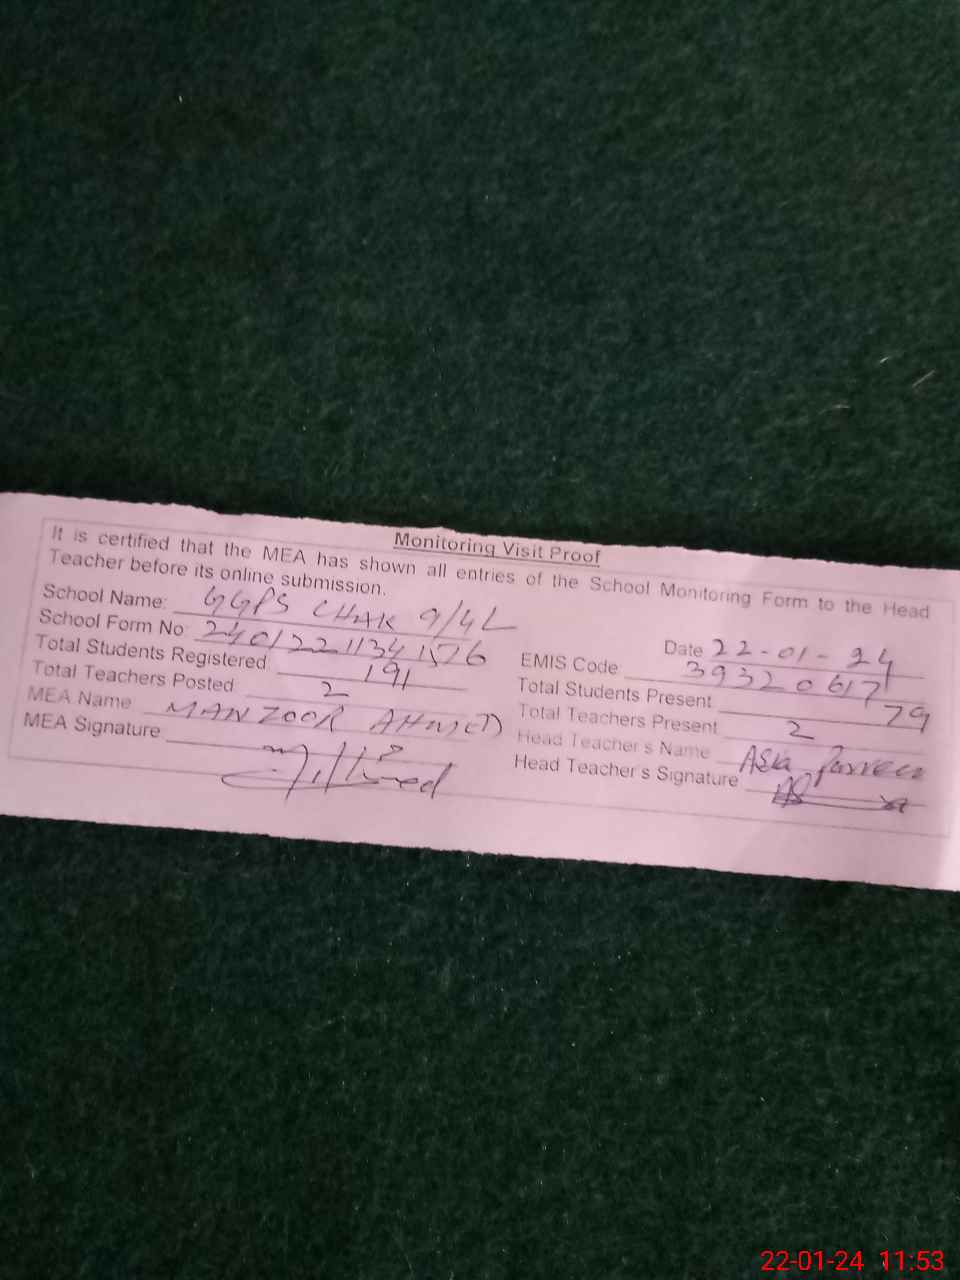 Monitoring Visit Proof
It is certified that the MEA has shown all entries of the School Monitoring Form to the Head
Teacher before its online submission.
School Name: GGPS CHAK 9/4L
Date 22-01-24
School Form No 24012211341576
EMIS Code 39320617
Total Students Registered 191
Total Students Present 79
Total Teachers Posted 2
Total Teachers Present 2
MEA Name MANZOOR AHMED
Head Teacher's Name Asia Parveen
MEA Signature
Head Teacher's Signature
22-01-24 11:53